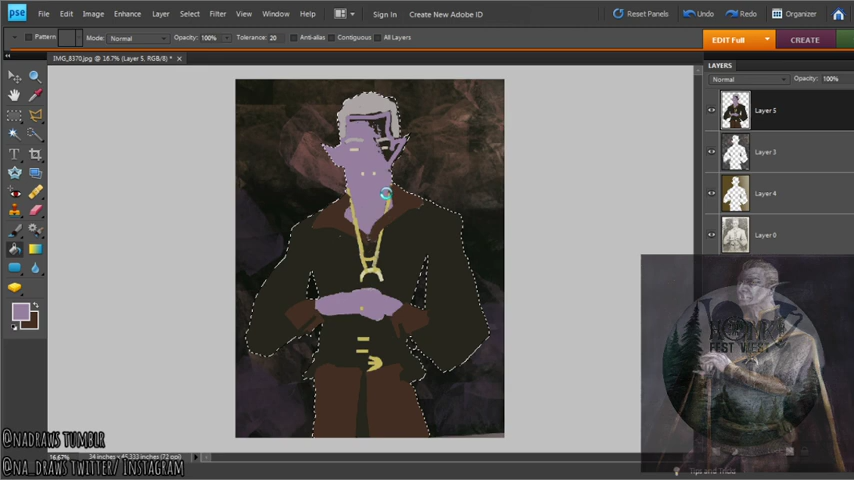 pse File Edit Image Enhance Layer Select Filter View Window Help Sign In Create New Adobe ID Reset Panels Undo Redo Organizer
Pattern Mode: Normal Opacity: 100% Tolerance: 20 Anti-alias Contiguous All Layers EDIT Full CREATE
IMG_8370.jpg @ 16.7% (Layer 5, RGB/8) *
LAYERS
Normal Opacity: 100%
Layer 5
Layer 3
Layer 4
Layer 0
FEST WEST
@nadraws tumblr
@na_draws twitter/ Instagram